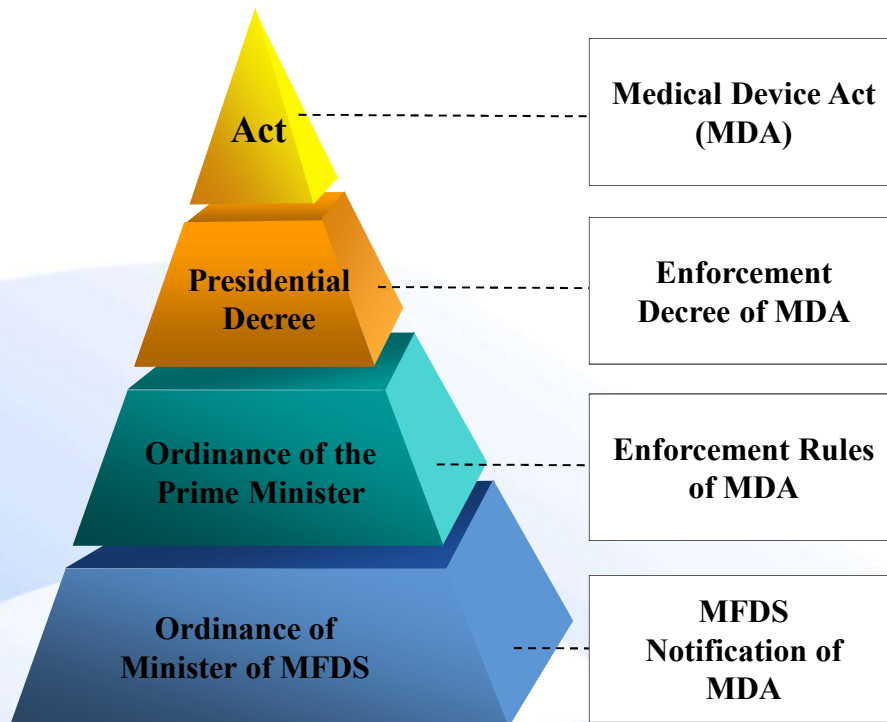 Act
Medical Device Act
(MDA)
Presidential
Decree
Enforcement
Decree of MDA
Ordinance of the
Prime Minister
Enforcement Rules
of MDA
Ordinance of
Minister of MFDS
MFDS
Notification of
MDA